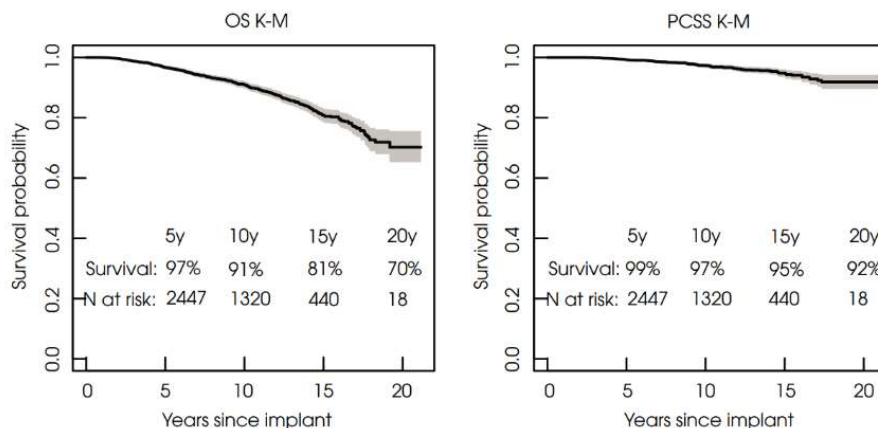 OS K-M
Survival probability
1.0
0.8
0.6
0.4
0.2
0.0
5y 10y 15y 20y
Survival: 97% 91% 81% 70%
N at risk: 2447 1320 440 18
0 5 10 15 20
Years since implant
PCSS K-M
Survival probability
1.0
0.8
0.6
0.4
0.2
0.0
5y 10y 15y 20y
Survival: 99% 97% 95% 92%
N at risk: 2447 1320 440 18
0 5 10 15 20
Years since implant